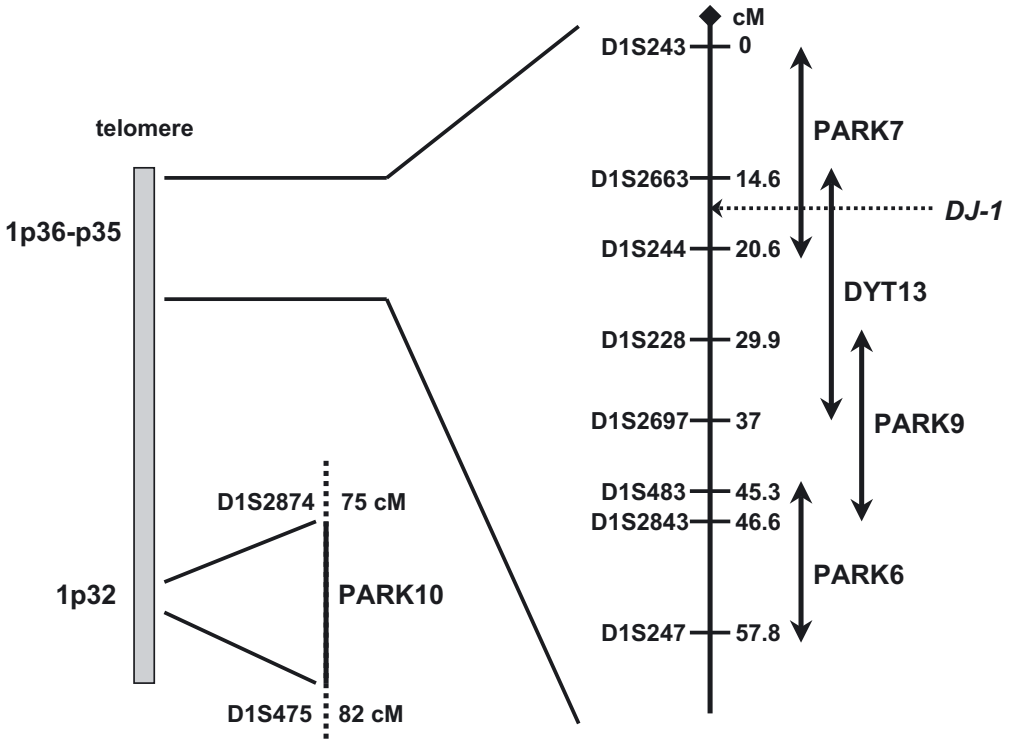 cM
D1S243 0
telomere
PARK7
D1S2663 14.6
1p36-p35
DJ-1
D1S244 20.6
DYT13
D1S228 29.9
D1S2697 37
PARK9
D1S483 45.3
D1S2874 75 cM
D1S2843 46.6
PARK6
1p32
PARK10
D1S247 57.8
D1S475 82 cM